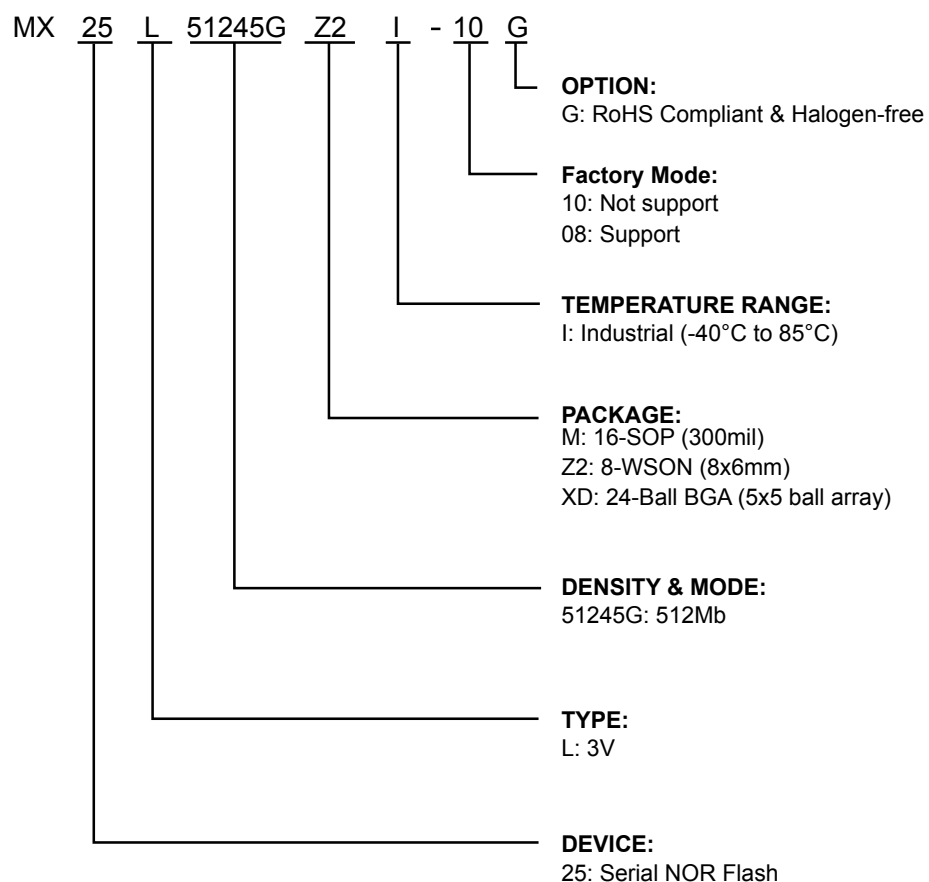 MX 25 L 51245G Z2 I - 10 G
OPTION:
G: RoHS Compliant & Halogen-free
Factory Mode:
10: Not support
08: Support
TEMPERATURE RANGE:
I: Industrial (-40°C to 85°C)
PACKAGE:
M: 16-SOP (300mil)
Z2: 8-WSON (8x6mm)
XD: 24-Ball BGA (5x5 ball array)
DENSITY & MODE:
51245G: 512Mb
TYPE:
L: 3V
DEVICE:
25: Serial NOR Flash